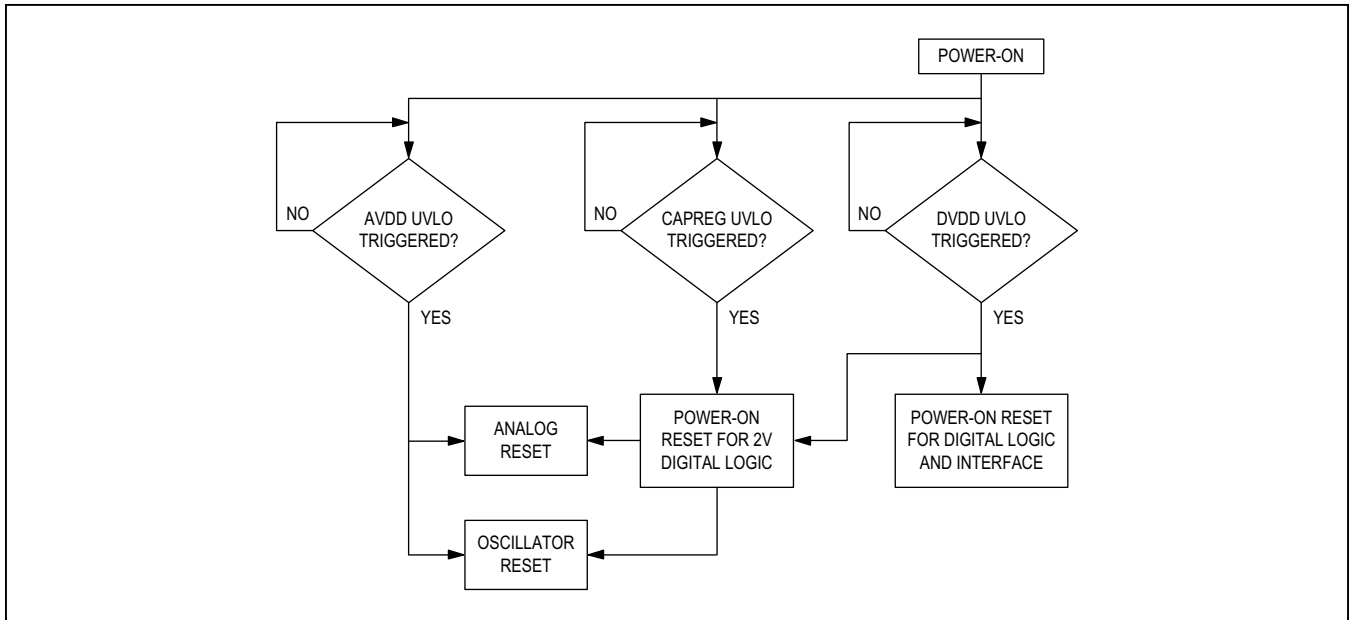 POWER-ON
AVDD UVLO
TRIGGERED?
NO
YES
CAPREG UVLO
TRIGGERED?
NO
YES
DVDD UVLO
TRIGGERED?
NO
YES
ANALOG
RESET
POWER-ON
RESET FOR 2V
DIGITAL LOGIC
POWER-ON RESET
FOR DIGITAL LOGIC
AND INTERFACE
OSCILLATOR
RESET